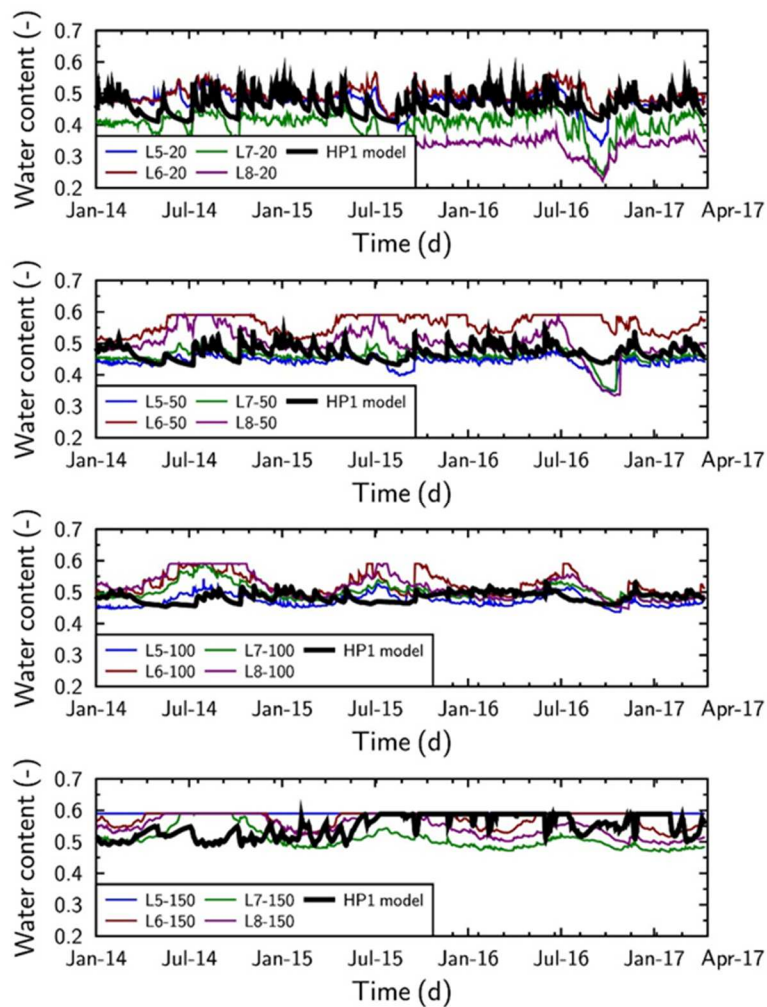 Water content (-)
0.7
0.6
0.5
0.4
0.3
0.2
L5-20 L7-20 HP1 model
L6-20 L8-20
Jan-14 Jul-14 Jan-15 Jul-15 Jan-16 Jul-16 Jan-17 Apr-17
Time (d)
Water content (-)
0.7
0.6
0.5
0.4
0.3
0.2
L5-50 L7-50 HP1 model
L6-50 L8-50
Jan-14 Jul-14 Jan-15 Jul-15 Jan-16 Jul-16 Jan-17 Apr-17
Time (d)
Water content (-)
0.7
0.6
0.5
0.4
0.3
0.2
L5-100 L7-100 HP1 model
L6-100 L8-100
Jan-14 Jul-14 Jan-15 Jul-15 Jan-16 Jul-16 Jan-17 Apr-17
Time (d)
Water content (-)
0.7
0.6
0.5
0.4
0.3
0.2
L5-150 L7-150 HP1 model
L6-150 L8-150
Jan-14 Jul-14 Jan-15 Jul-15 Jan-16 Jul-16 Jan-17 Apr-17
Time (d)